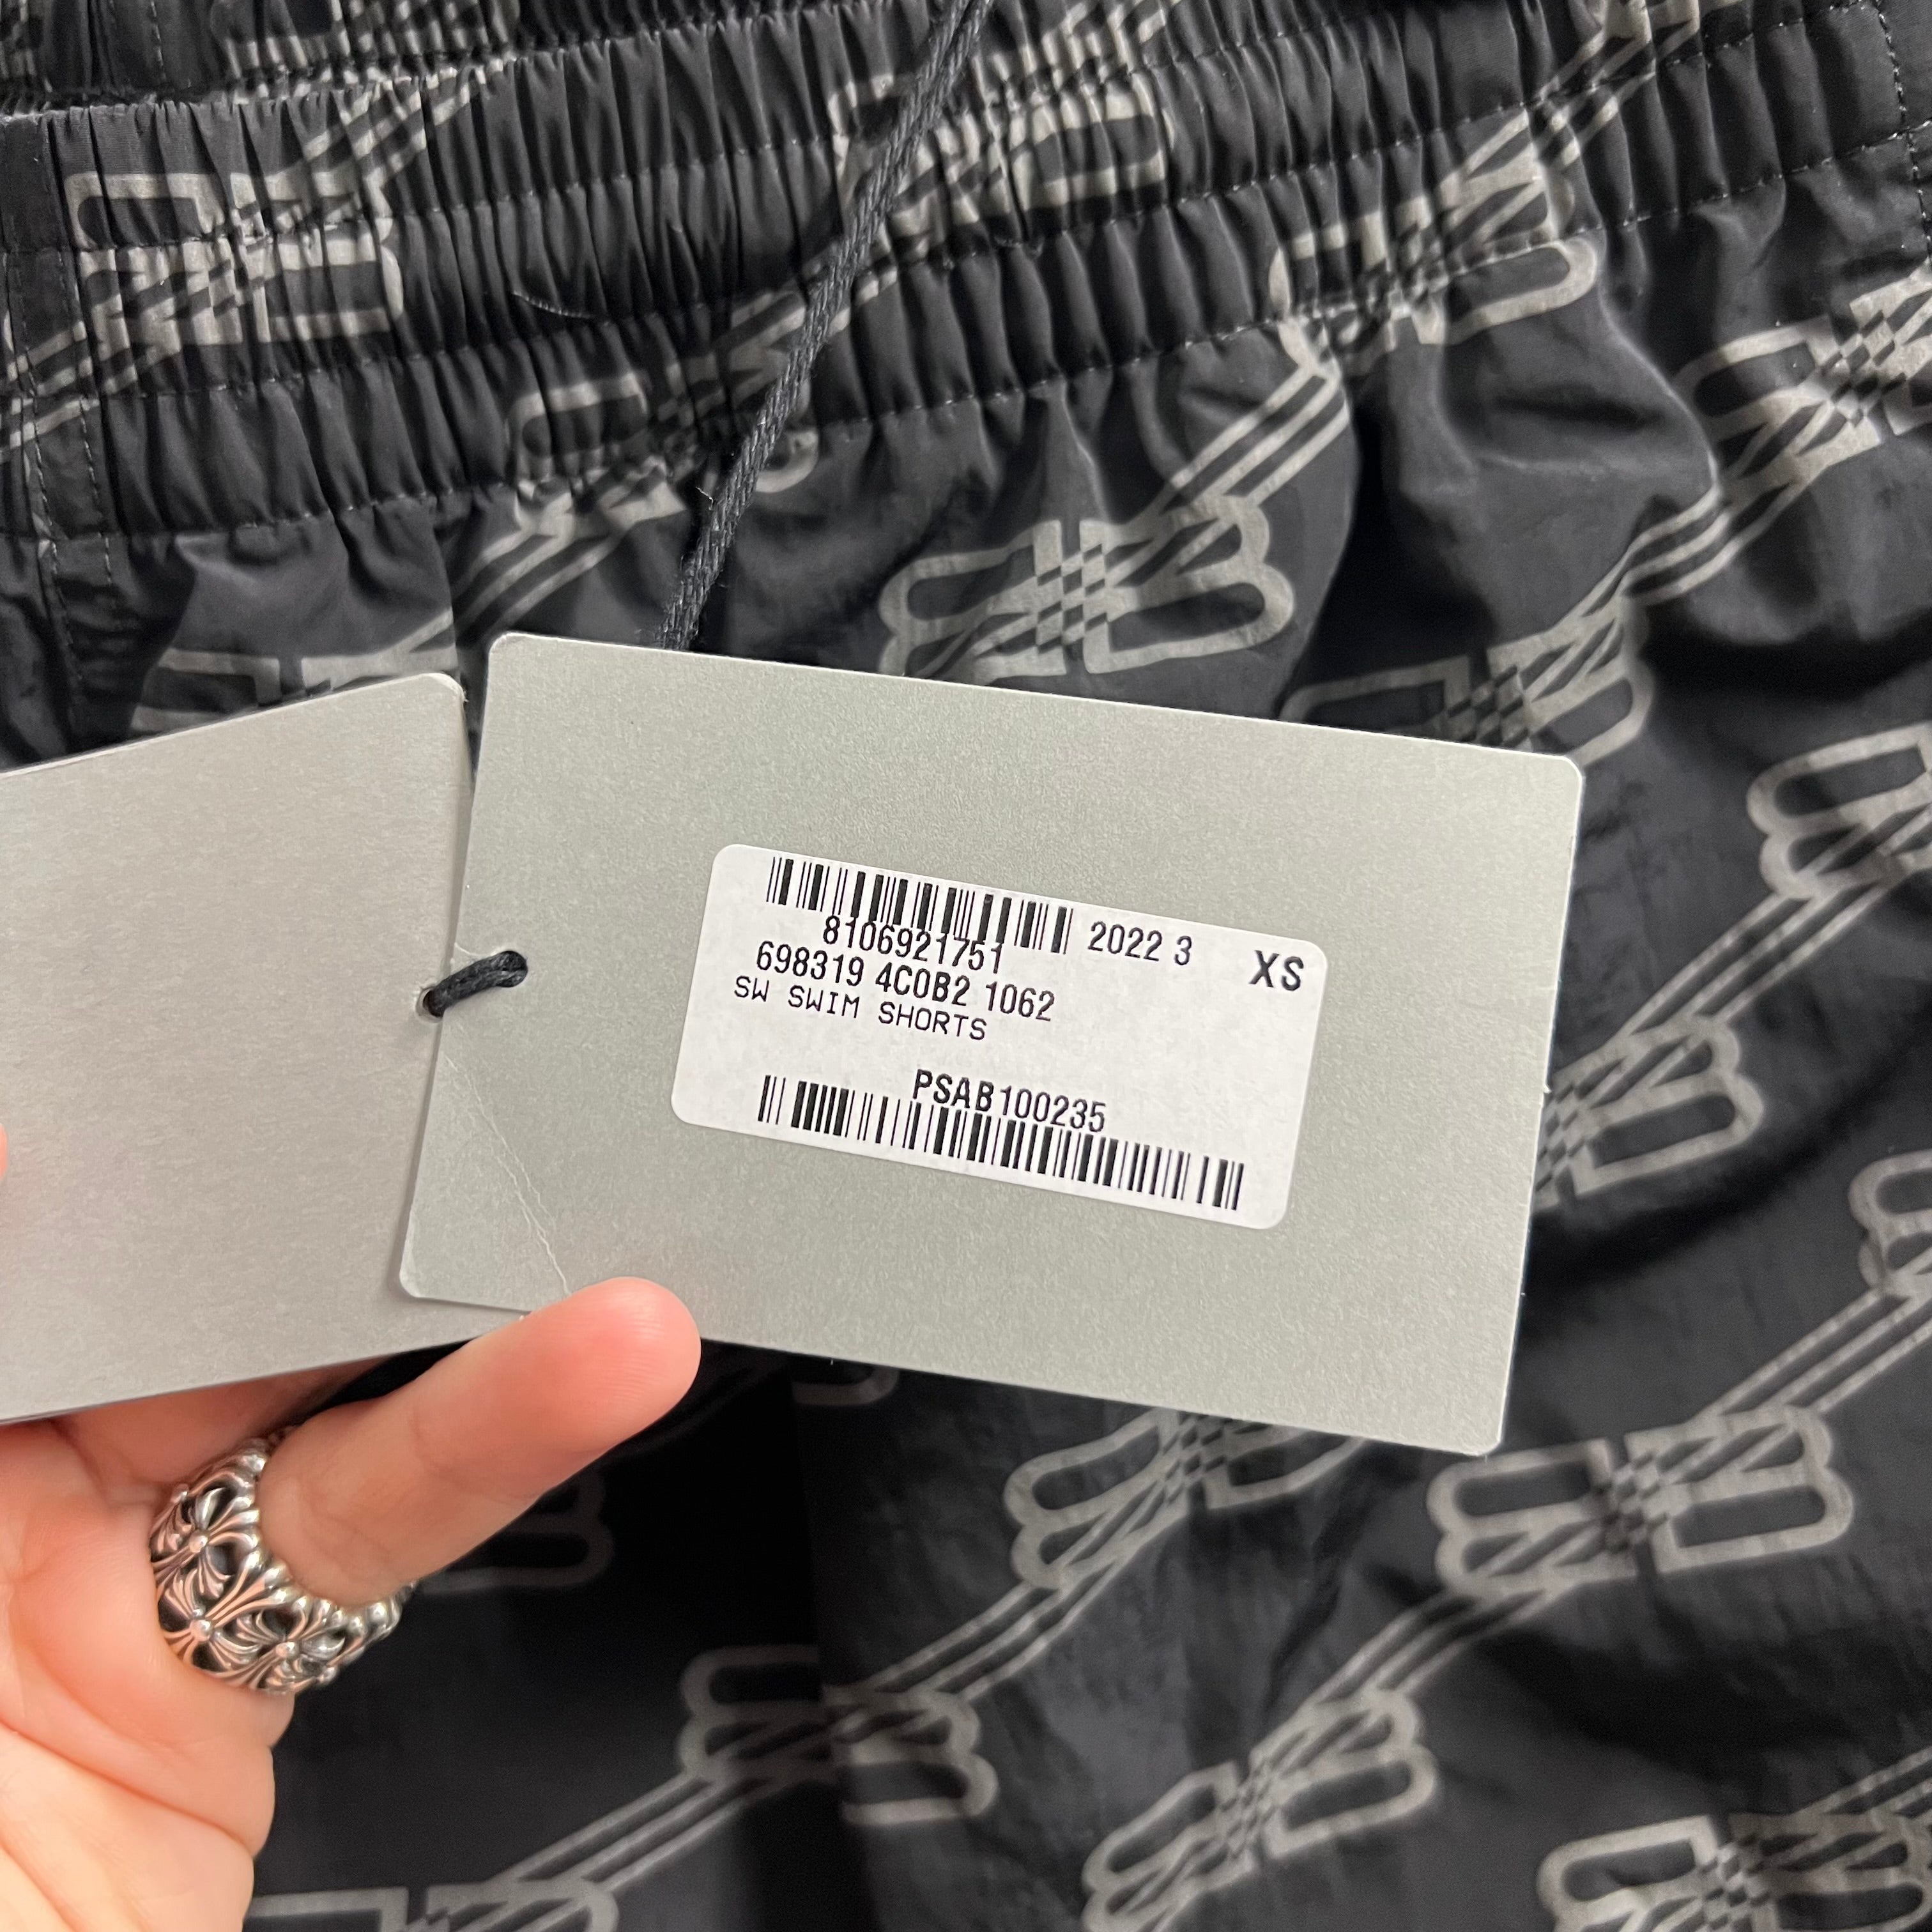 8106921751
2022 3
XS
698319 4C0B2 1062
SW SWIM SHORTS
PSAB100235